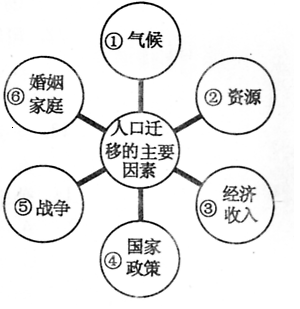 ①气候
②资源
③经济
收入
④国家
政策
⑤战争
⑥婚姻
家庭
人口迁
移的主要
因素